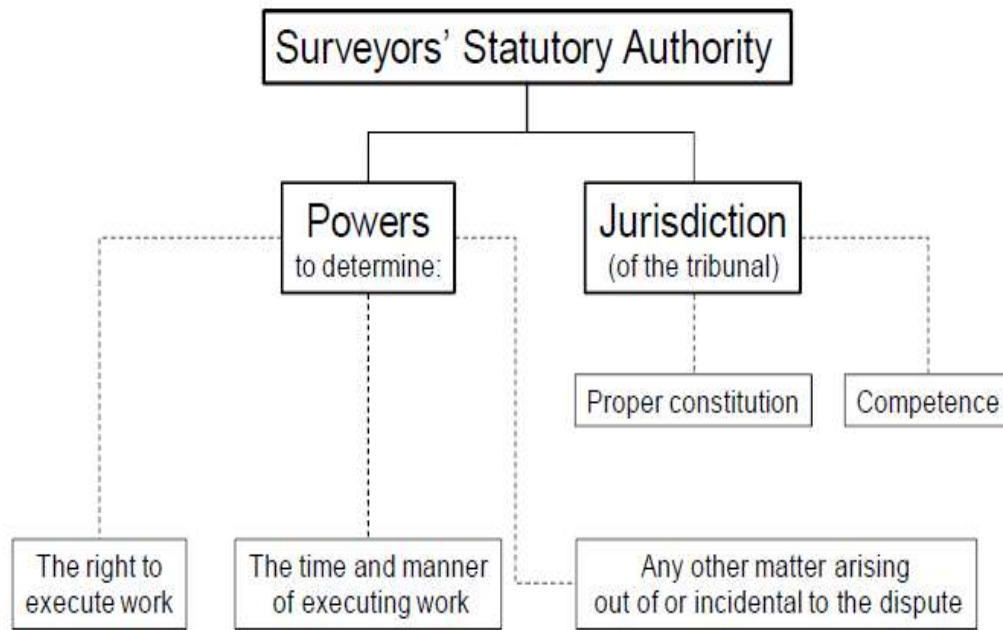 Surveyors’ Statutory Authority
Powers
to determine:
Jurisdiction
(of the tribunal)
Proper constitution
Competence
The right to
execute work
The time and manner
of executing work
Any other matter arising
out of or incidental to the dispute